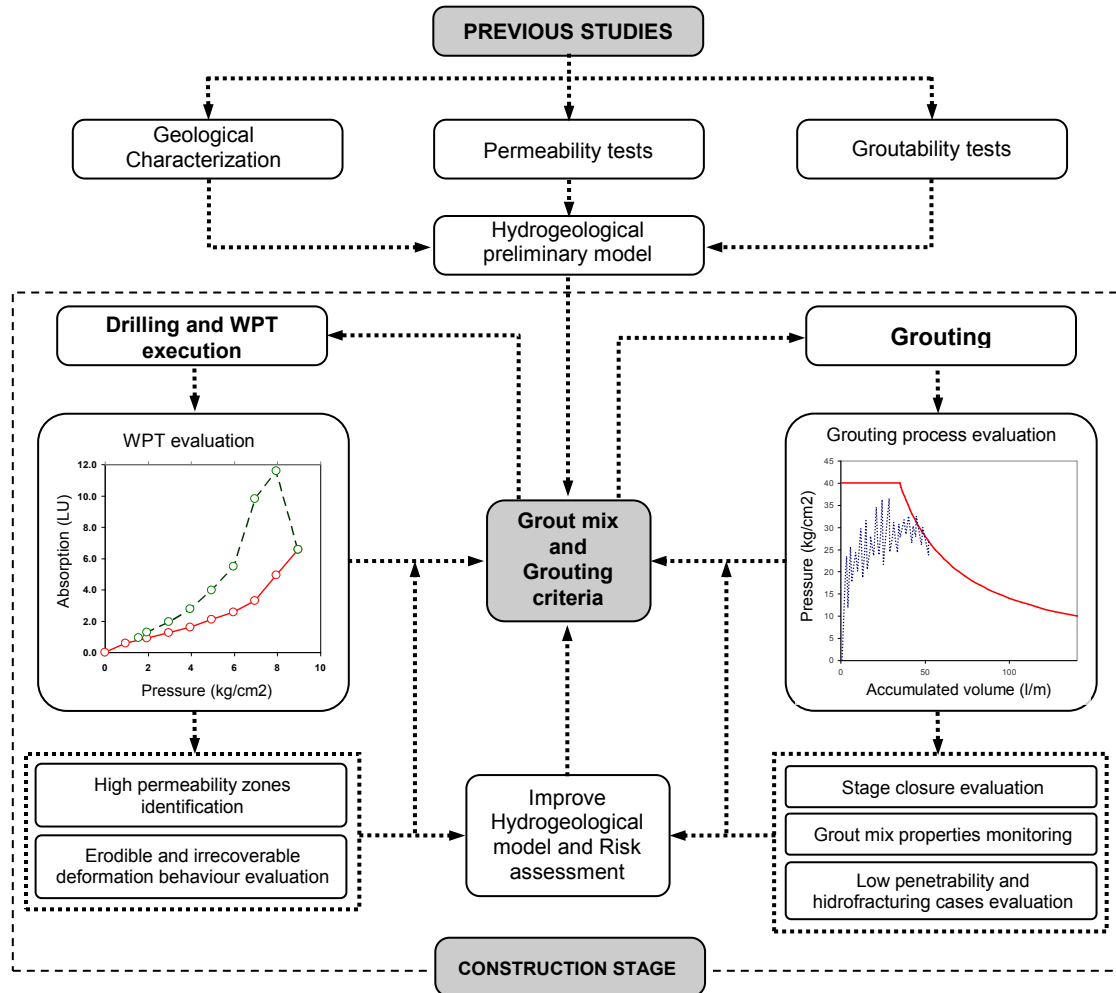 PREVIOUS STUDIES
Geological
Characterization
Permeability tests
Groutability tests
Hydrogeological
preliminary model
Drilling and WPT
execution
Grouting
WPT evaluation
12.0
10.0
8.0
6.0
4.0
2.0
0.0
Absorption (LU)
0 2 4 6 8 10
Pressure (kg/cm2)
Grout mix
and
Grouting
criteria
Grouting process evaluation
45
40
35
30
25
20
15
10
5
0
Pressure (kg/cm2)
0 50 100
Accumulated volume (l/m)
High permeability zones
identification
Erodible and irrecoverable
deformation behaviour evaluation
Improve
Hydrogeological
model and Risk
assessment
Stage closure evaluation
Grout mix properties monitoring
Low penetrability and
hidrofracturing cases evaluation
CONSTRUCTION STAGE